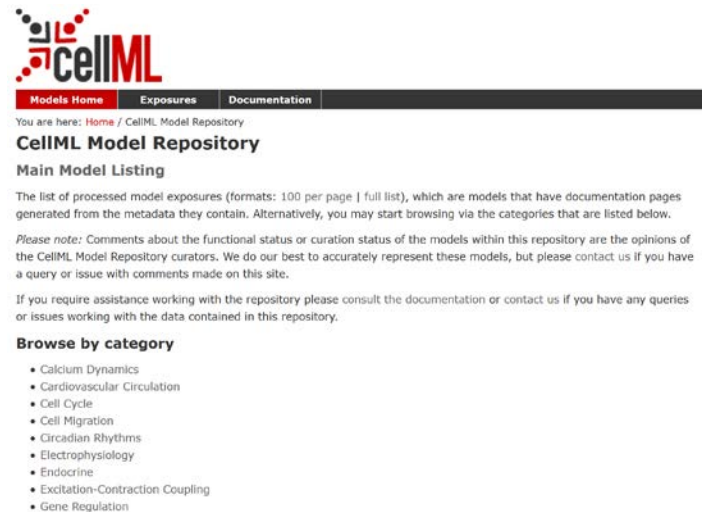 cellML
Models Home Exposures Documentation
You are here: Home / CellML Model Repository
CellML Model Repository
Main Model Listing
The list of processed model exposures (formats: 100 per page | full list), which are models that have documentation pages
generated from the metadata they contain. Alternatively, you may start browsing via the categories that are listed below.
Please note: Comments about the functional status or curation status of the models within this repository are the opinions of
the CellML Model Repository curators. We do our best to accurately represent these models, but please contact us if you have
a query or issue with comments made on this site.
If you require assistance working with the repository please consult the documentation or contact us if you have any queries
or issues working with the data contained in this repository.
Browse by category
• Calcium Dynamics
• Cardiovascular Circulation
• Cell Cycle
• Cell Migration
• Circadian Rhythms
• Electrophysiology
• Endocrine
• Excitation-Contraction Coupling
• Gene Regulation